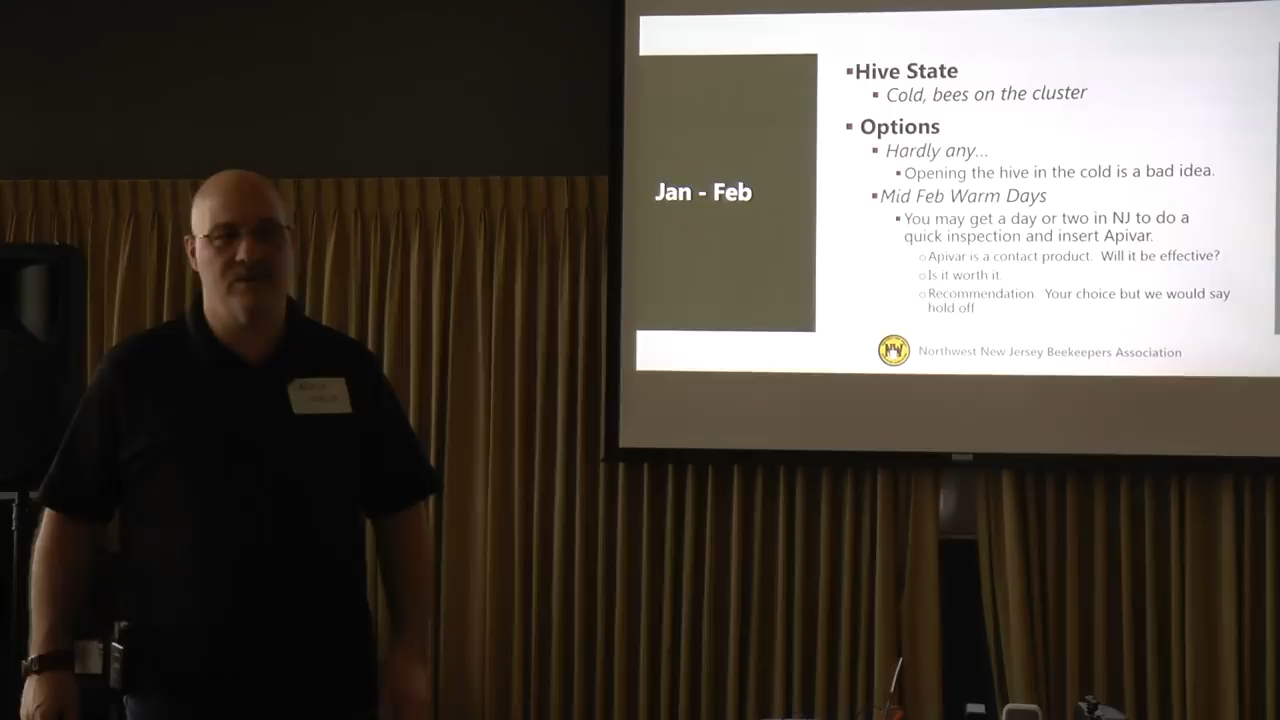 Jan - Feb
▪Hive State
▪ Cold, bees on the cluster
▪ Options
▪ Hardly any...
▪Opening the hive in the cold is a bad idea.
▪Mid Feb Warm Days
▪You may get a day or two in NJ to do a
quick inspection and insert Apivar.
○Apivar is a contact product. Will it be effective?
○Is it worth it.
○Recommendation. Your choice but we would say
hold off
NW
Northwest New Jersey Beekeepers Association